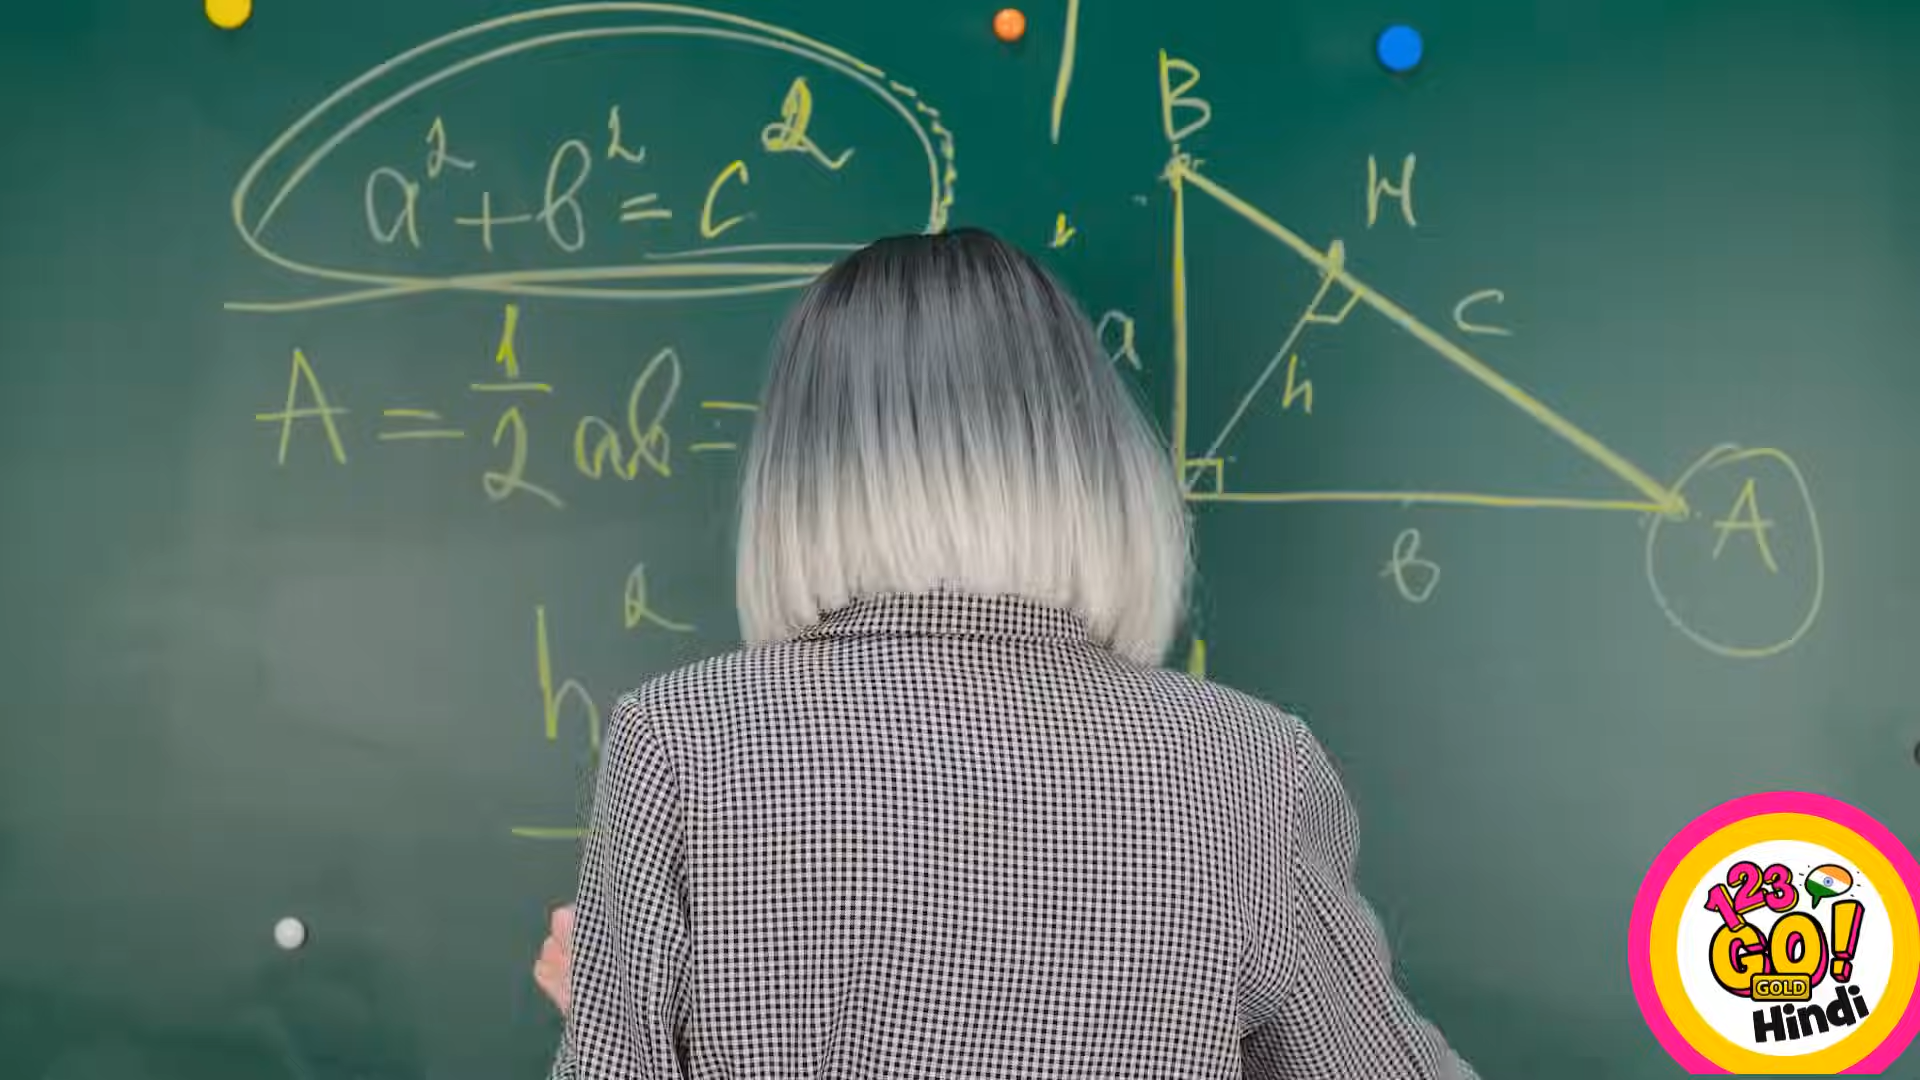 a² + b² = c²
A = 1/2 ab =
h²
B
H
a
c
h
b
A
123
GO!
GOLD
Hindi